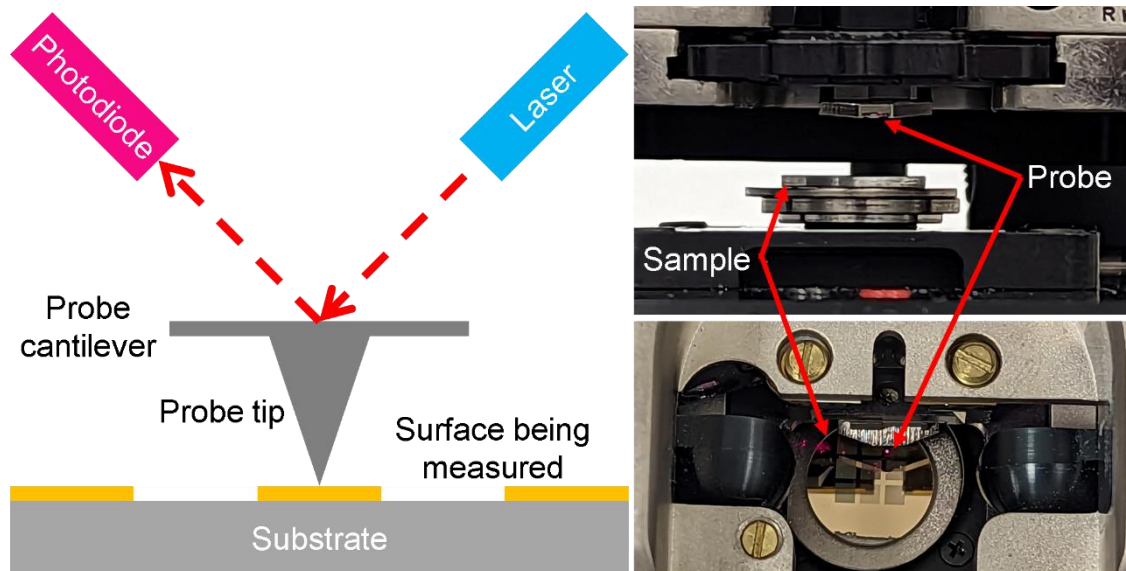 Photodiode
Laser
Probe
cantilever
Probe tip
Surface being
measured
Substrate
Probe
Sample